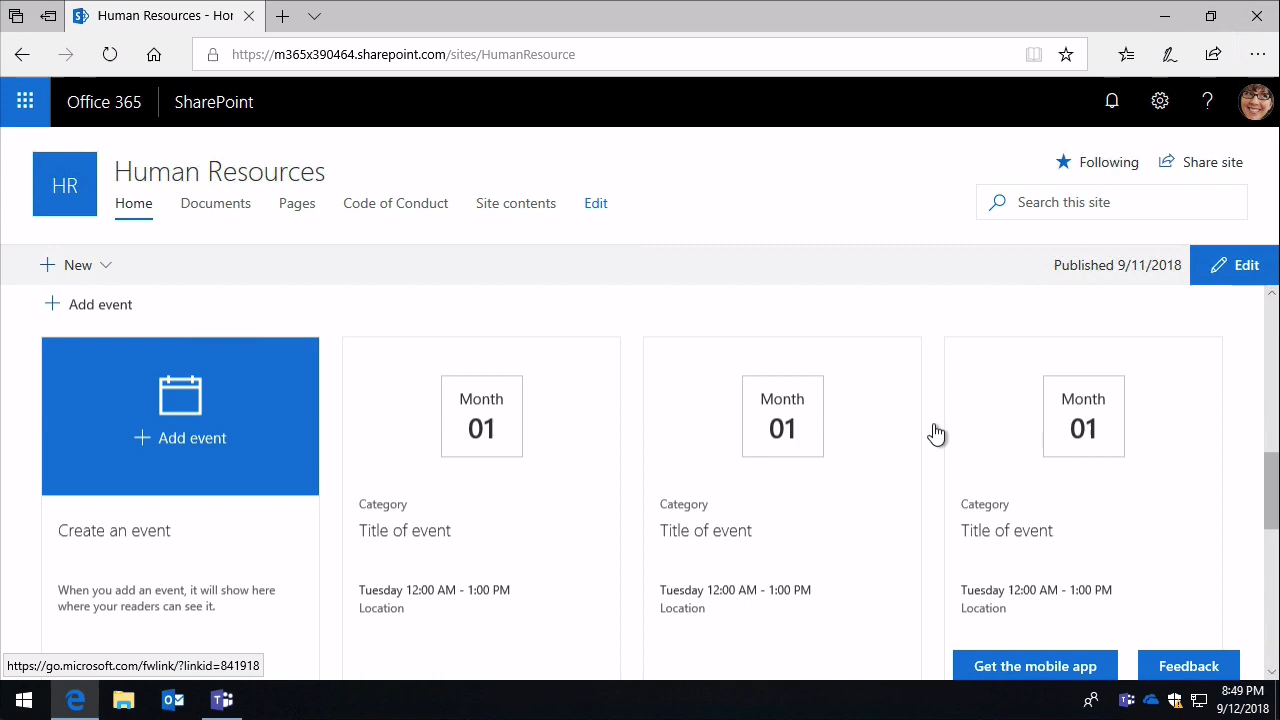 Human Resources - Hor
https://m365x390464.sharepoint.com/sites/HumanResource
Office 365
SharePoint
?
HR
Human Resources
Following
Share site
Home
Documents
Pages
Code of Conduct
Site contents
Edit
Search this site
New
Published 9/11/2018
Edit
Add event
Add event
Create an event
When you add an event, it will show here
where your readers can see it.
Month
01
Category
Title of event
Tuesday 12:00 AM - 1:00 PM
Location
Month
01
Category
Title of event
Tuesday 12:00 AM - 1:00 PM
Location
Month
01
Category
Title of event
Tuesday 12:00 AM - 1:00 PM
Location
https://go.microsoft.com/fwlink/?linkid=841918
Get the mobile app
Feedback
8:49 PM
9/12/2018